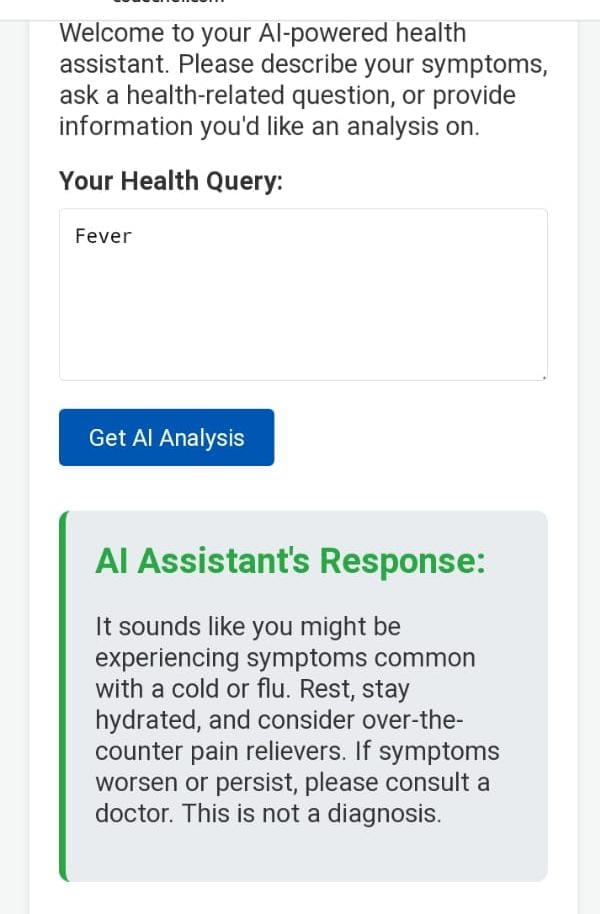 Welcome to your AI-powered health
assistant. Please describe your symptoms,
ask a health-related question, or provide
information you'd like an analysis on.
Your Health Query:
Fever
Get AI Analysis
AI Assistant's Response:
It sounds like you might be
experiencing symptoms common
with a cold or flu. Rest, stay
hydrated, and consider over-the-
counter pain relievers. If symptoms
worsen or persist, please consult a
doctor. This is not a diagnosis.